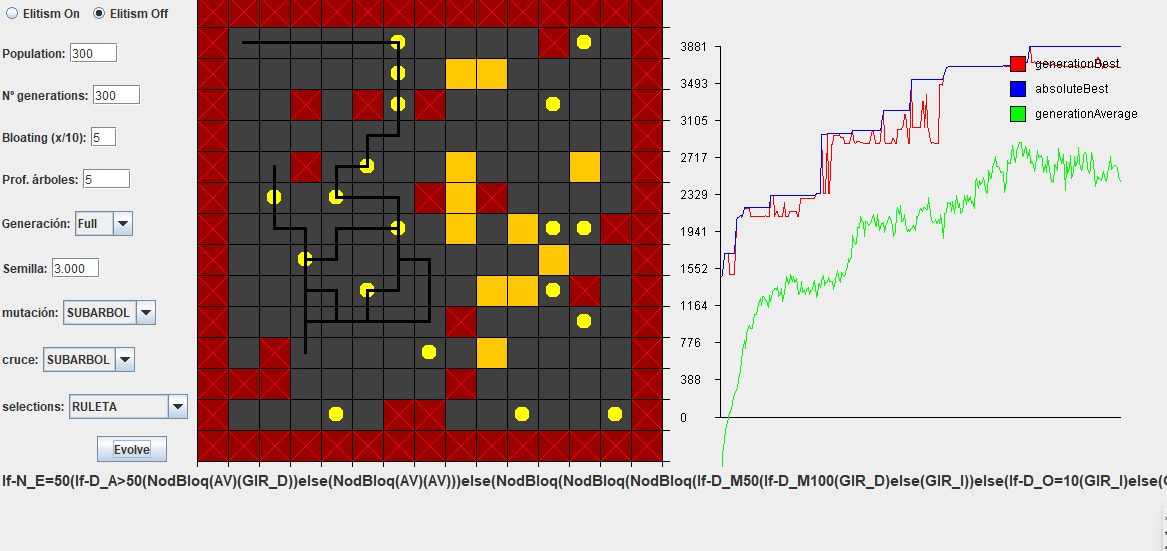 Elitism On Elitism Off
Population: 300
Nº generations: 300
Bloating (x/10): 5
Prof. árboles: 5
Generación: Full
Semilla: 3.000
mutación: SUBARBOL
cruce: SUBARBOL
selections: RULETA
Evolve
3881
3493
3105
2717
2329
1941
1552
1164
776
388
0
generationBest
absoluteBest
generationAverage
If-N_E=50(If-D_A>50(NodBloq(AV)(GIR_D))else(NodBloq(AV)(AV)))else(NodBloq(NodBloq(NodBloq(If-D_M50(If-D_M100(GIR_D)else(GIR_I))else(If-D_O=10(GIR_I)else(